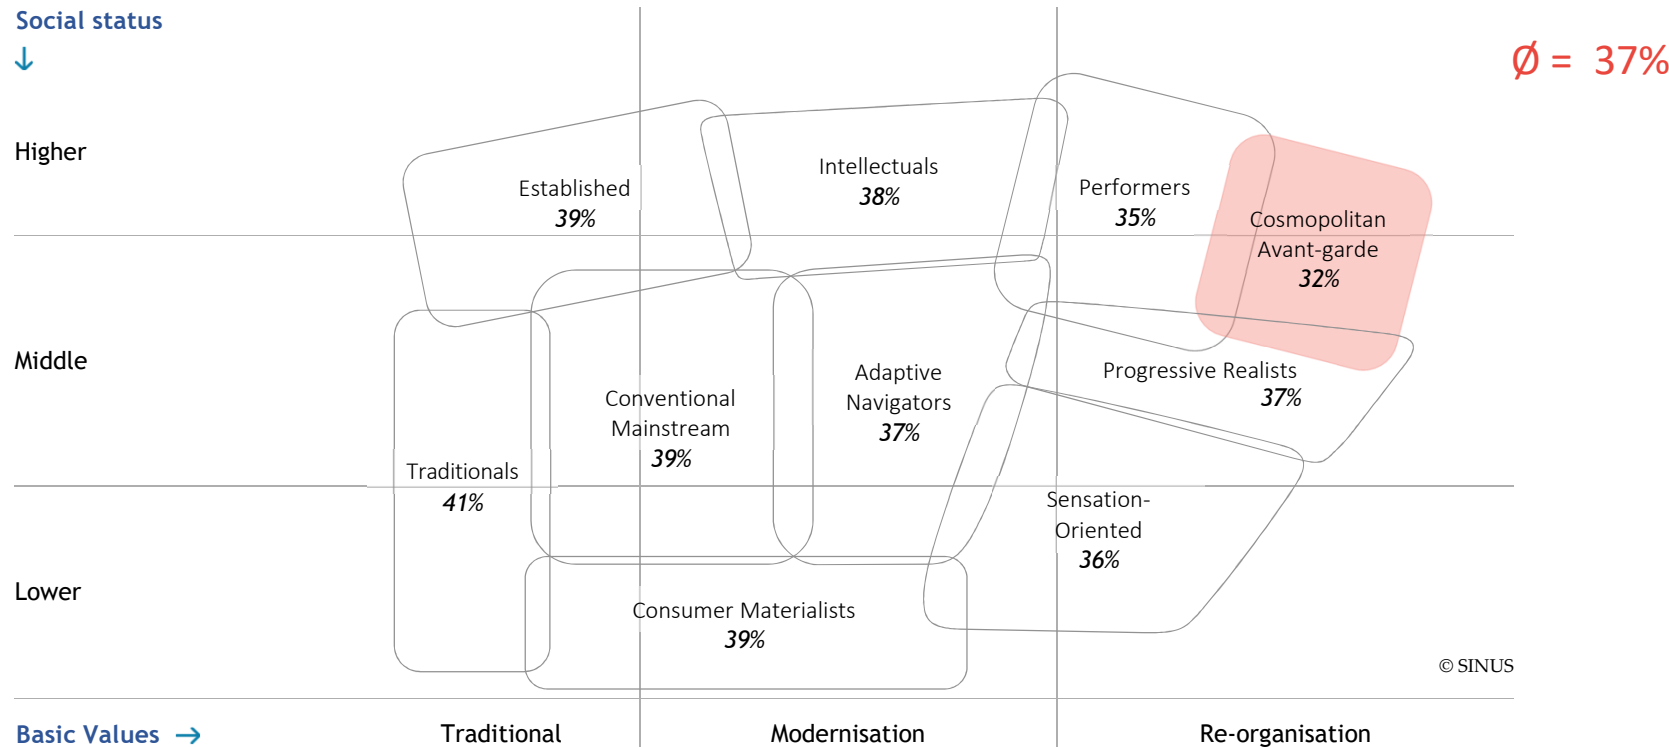 Social status
↓
Ø = 37%
Higher
Established
39%
Intellectuals
38%
Performers
35%
Cosmopolitan
Avant-garde
32%
Middle
Traditionals
41%
Conventional
Mainstream
39%
Adaptive
Navigators
37%
Progressive Realists
37%
Sensation-
Oriented
36%
Lower
Consumer Materialists
39%
© SINUS
Basic Values →
Traditional
Modernisation
Re-organisation